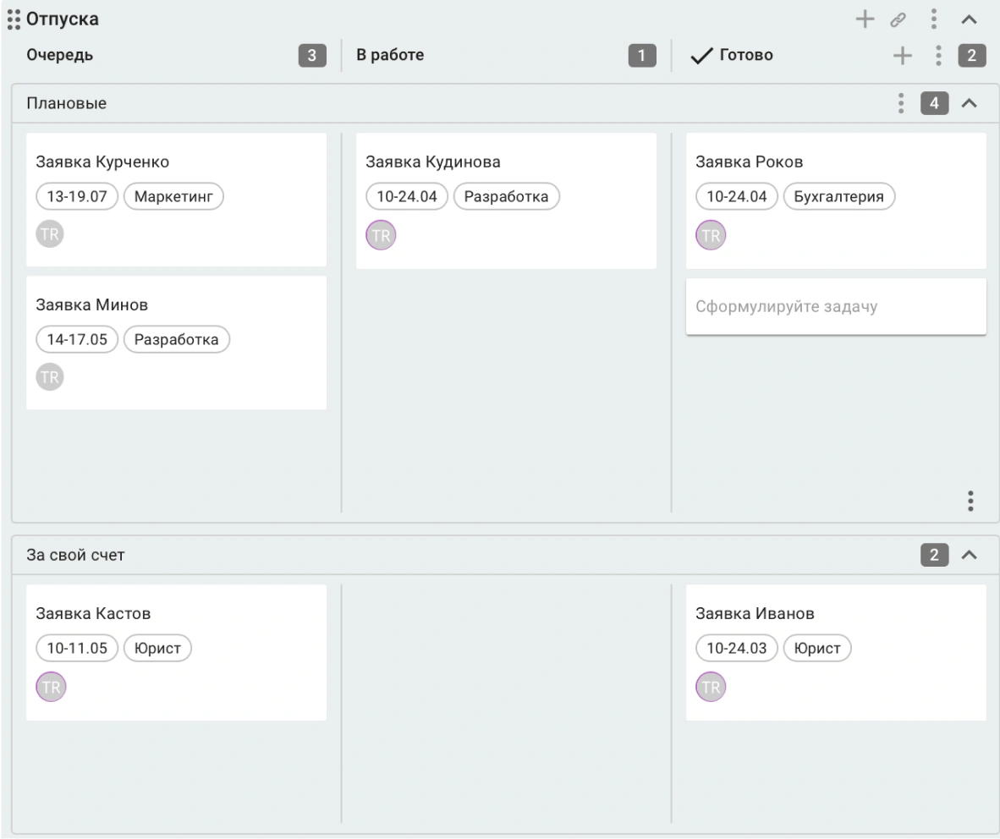 Отпуска
Очередь 3 В работе 1 Готово 2
Плановые 4
Заявка Курченко
13-19.07 Маркетинг
TR
Заявка Минов
14-17.05 Разработка
TR
Заявка Кудинова
10-24.04 Разработка
TR
Заявка Роков
10-24.04 Бухгалтерия
TR
Сформулируйте задачу
За свой счет 2
Заявка Кастов
10-11.05 Юрист
TR
Заявка Иванов
10-24.03 Юрист
TR